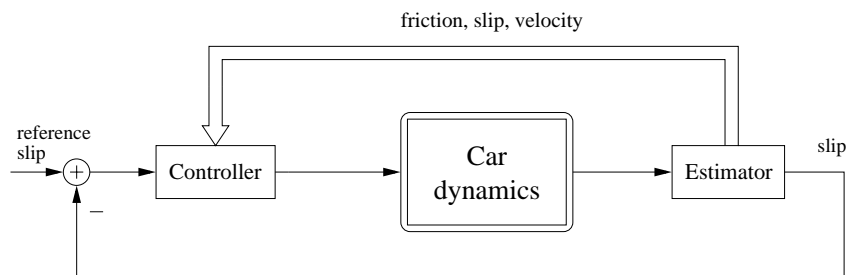 friction, slip, velocity
reference
slip
+
−
Controller
Car
dynamics
Estimator
slip